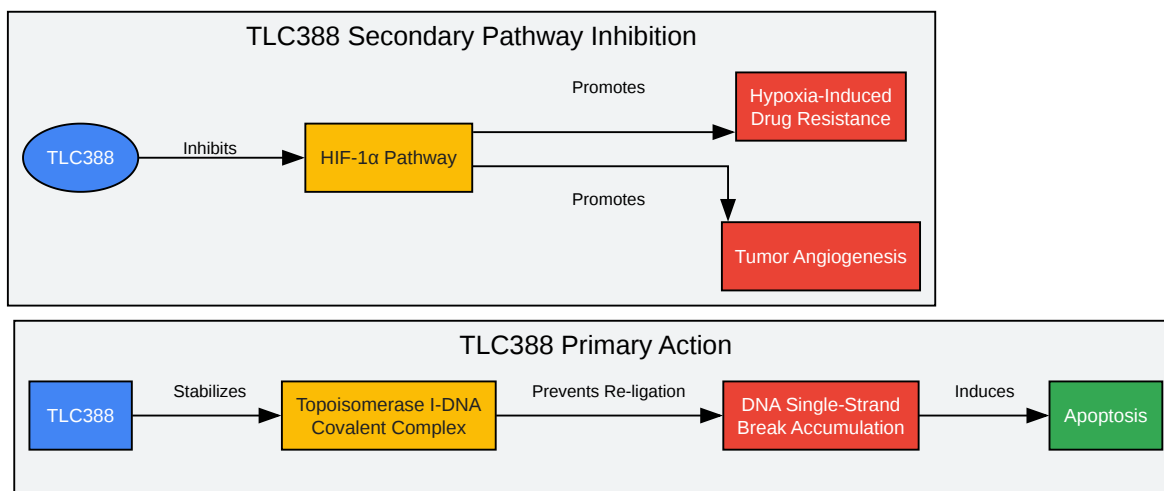 TLC388 Secondary Pathway Inhibition
TLC388
Inhibits
HIF-1α Pathway
Promotes
Hypoxia-Induced
Drug Resistance
Promotes
Tumor Angiogenesis
TLC388 Primary Action
TLC388
Stabilizes
Topoisomerase I-DNA
Covalent Complex
Prevents Re-ligation
DNA Single-Strand
Break Accumulation
Induces
Apoptosis